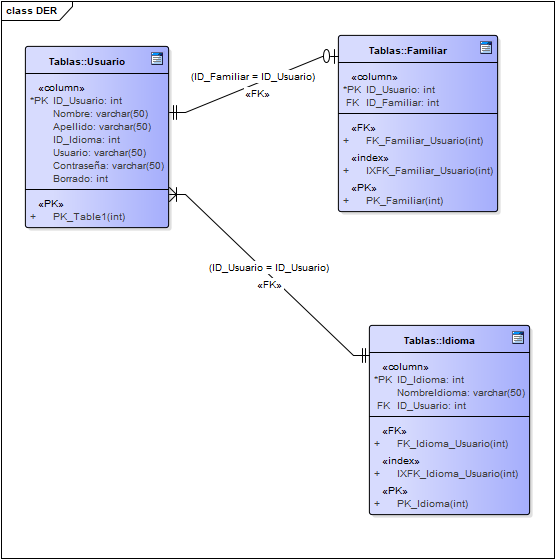 class DER
Tablas::Usuario
«column»
*PK ID_Usuario: int
Nombre: varchar(50)
Apellido: varchar(50)
ID_Idioma: int
Usuario: varchar(50)
Contraseña: varchar(50)
Borrado: int
«PK»
+ PK_Table1(int)
(ID_Familiar = ID_Usuario)
«FK»
Tablas::Familiar
«column»
*PK ID_Usuario: int
FK ID_Familiar: int
«FK»
+ FK_Familiar_Usuario(int)
«index»
+ IXFK_Familiar_Usuario(int)
«PK»
+ PK_Familiar(int)
(ID_Usuario = ID_Usuario)
«FK»
Tablas::Idioma
«column»
*PK ID_Idioma: int
NombreIdioma: varchar(50)
FK ID_Usuario: int
«FK»
+ FK_Idioma_Usuario(int)
«index»
+ IXFK_Idioma_Usuario(int)
«PK»
+ PK_Idioma(int)